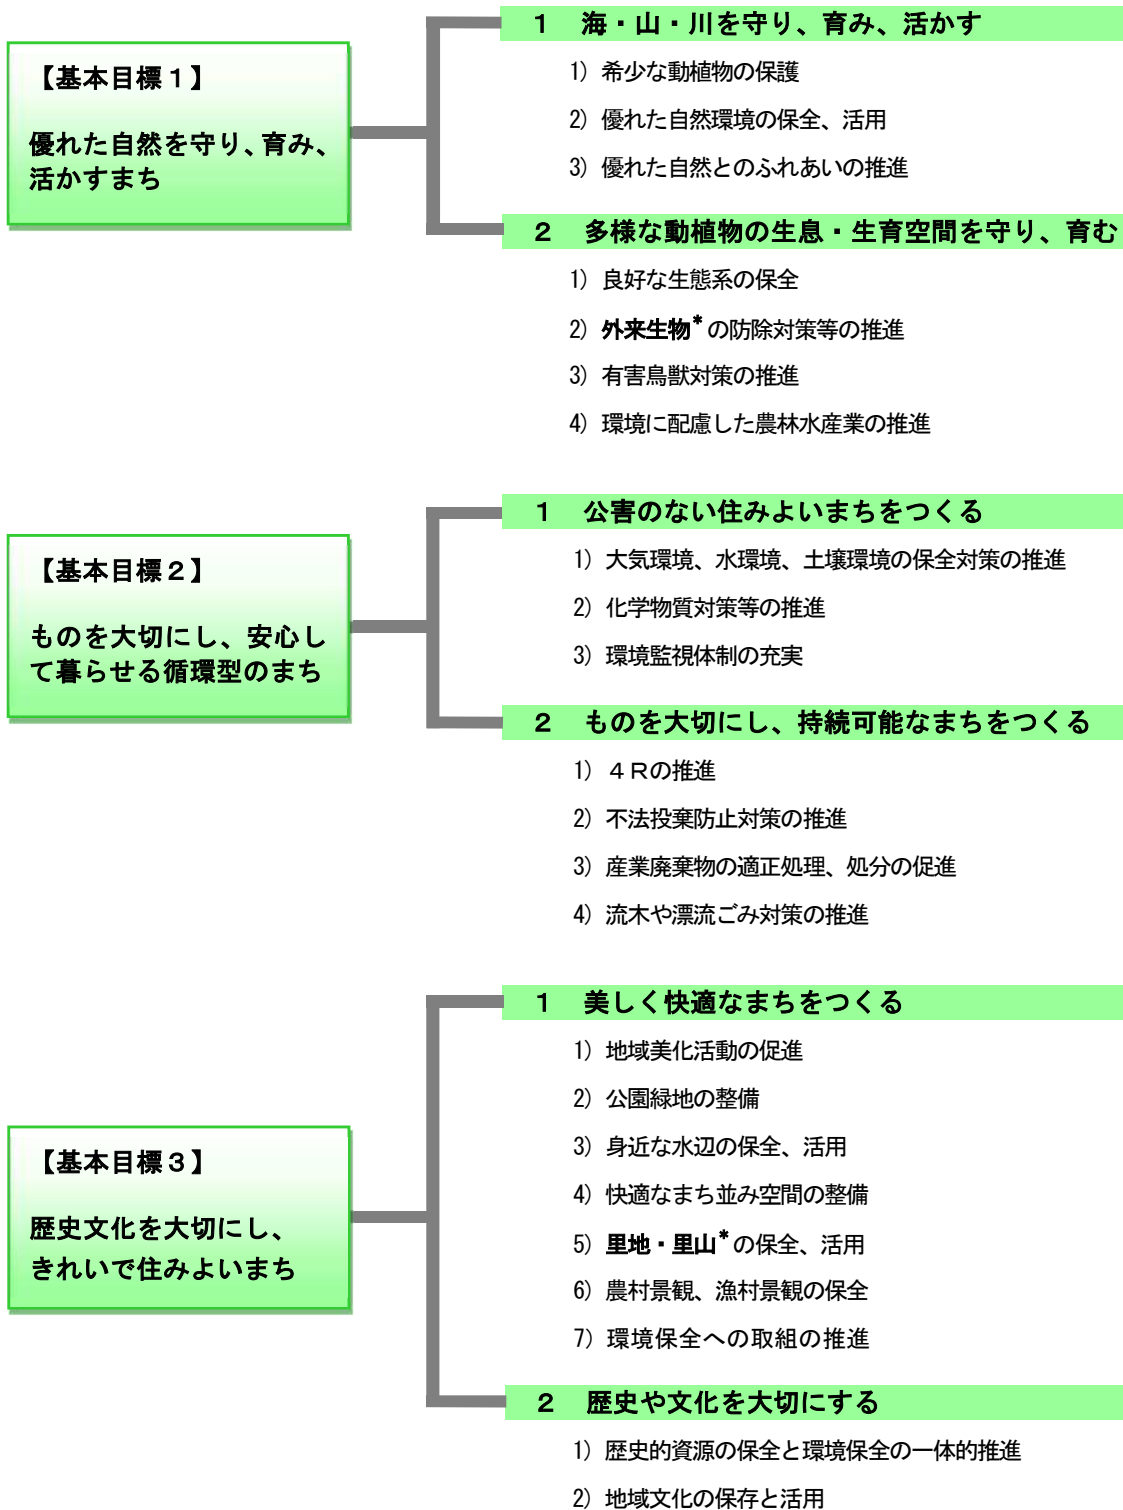 【基本目標１】
優れた自然を守り、育み、
活かすまち
１ 海・山・川を守り、育み、活かす
1) 希少な動植物の保護
2) 優れた自然環境の保全、活用
3) 優れた自然とのふれあいの推進
２ 多様な動植物の生息・生育空間を守り、育む
1) 良好な生態系の保全
2) 外来生物*の防除対策等の推進
3) 有害鳥獣対策の推進
4) 環境に配慮した農林水産業の推進
【基本目標２】
ものを大切にし、安心し
て暮らせる循環型のまち
１ 公害のない住みよいまちをつくる
1) 大気環境、水環境、土壌環境の保全対策の推進
2) 化学物質対策等の推進
3) 環境監視体制の充実
２ ものを大切にし、持続可能なまちをつくる
1) ４Ｒの推進
2) 不法投棄防止対策の推進
3) 産業廃棄物の適正処理、処分の促進
4) 流木や漂流ごみ対策の推進
【基本目標３】
歴史文化を大切にし、
きれいで住みよいまち
１ 美しく快適なまちをつくる
1) 地域美化活動の促進
2) 公園緑地の整備
3) 身近な水辺の保全、活用
4) 快適なまち並み空間の整備
5) 里地・里山*の保全、活用
6) 農村景観、漁村景観の保全
7) 環境保全への取組の推進
２ 歴史や文化を大切にする
1) 歴史的資源の保全と環境保全の一体的推進
2) 地域文化の保存と活用